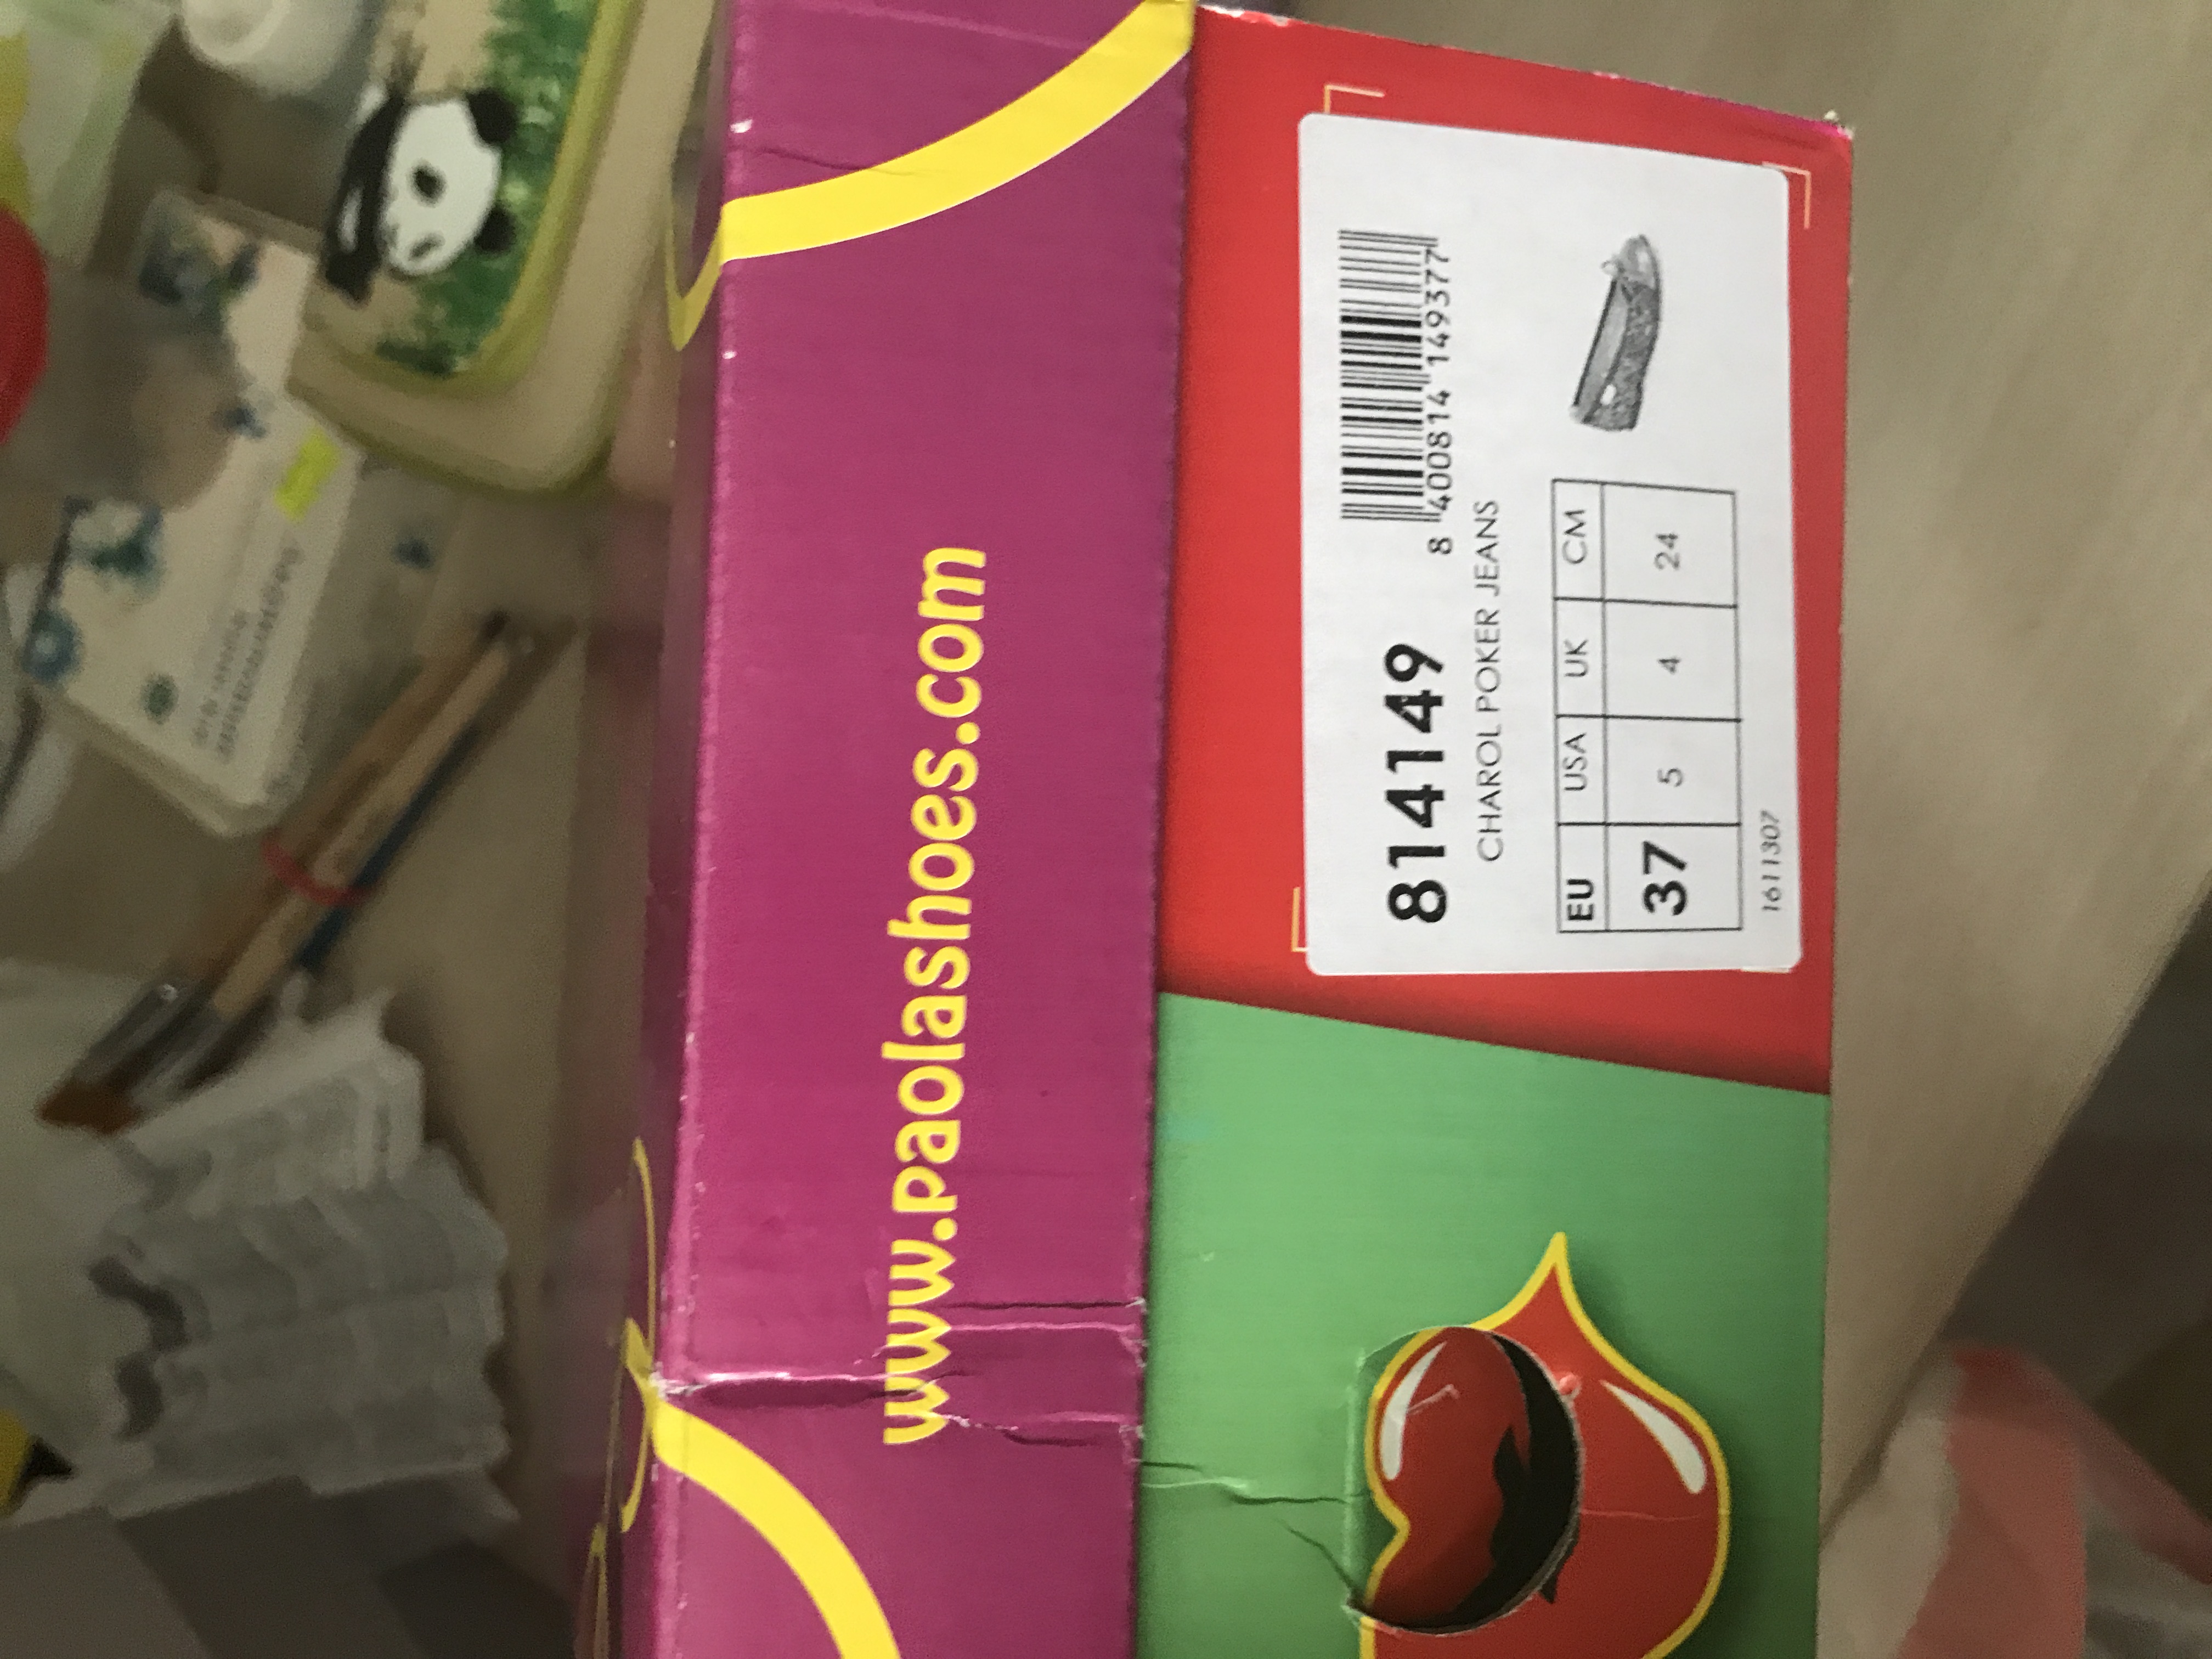 www.paolashoes.com
814149
8 400814 149377
CHAROL POKER JEANS
EU USA UK CM
37 5 4 24
1611307